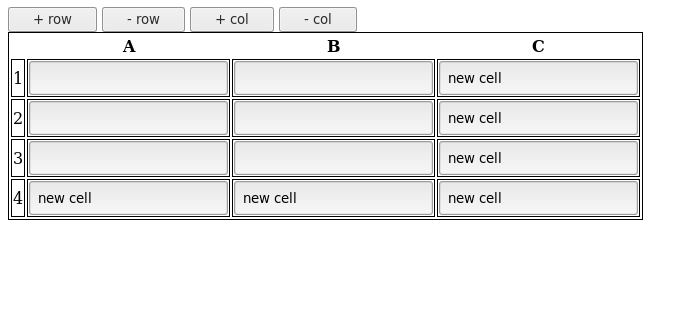 + row - row + col - col
A B C
1 new cell
2 new cell
3 new cell
4 new cell new cell new cell